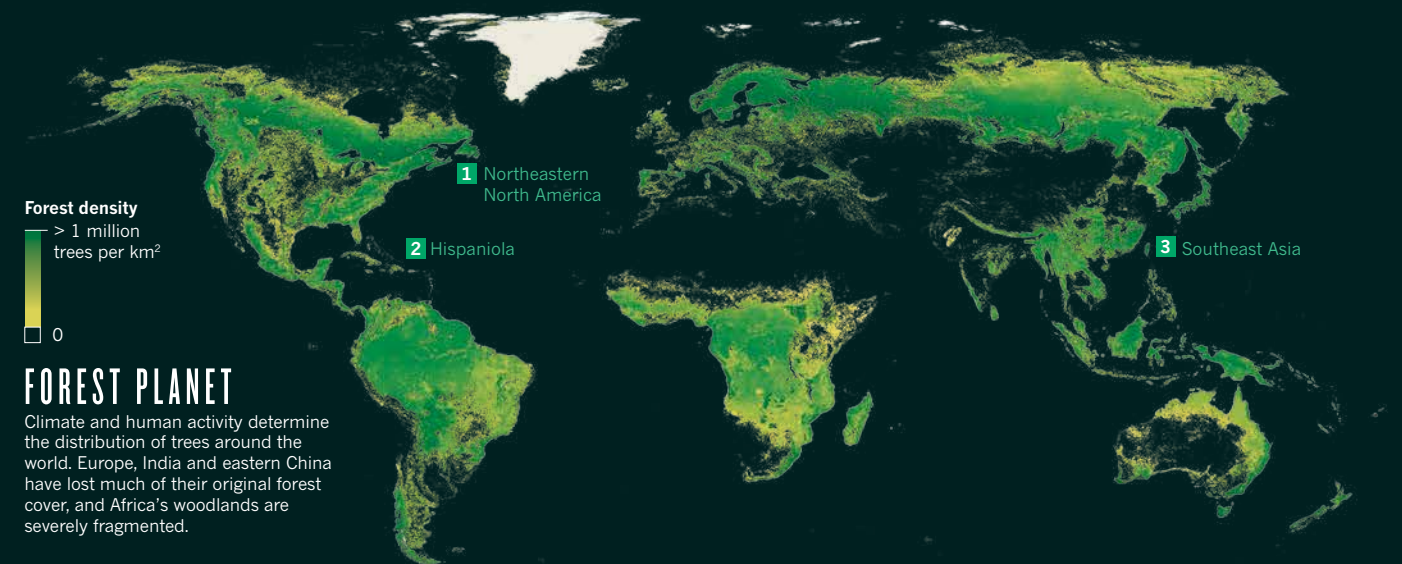 1 Northeastern
North America
Forest density
> 1 million
trees per km²
2 Hispaniola
3 Southeast Asia
0
FOREST PLANET
Climate and human activity determine
the distribution of trees around the
world. Europe, India and eastern China
have lost much of their original forest
cover, and Africa's woodlands are
severely fragmented.